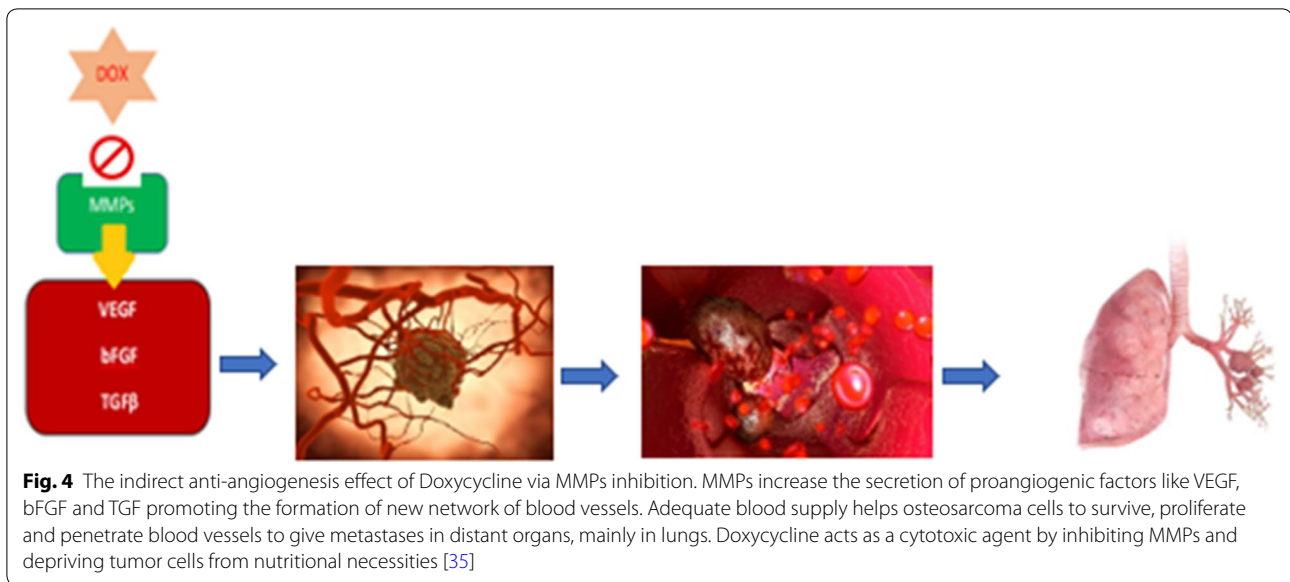 DOX
MMPs
VEGF
bFGF
TGFβ
Fig. 4 The indirect anti-angiogenesis effect of Doxycycline via MMPs inhibition. MMPs increase the secretion of proangiogenic factors like VEGF,
bFGF and TGF promoting the formation of new network of blood vessels. Adequate blood supply helps osteosarcoma cells to survive, proliferate
and penetrate blood vessels to give metastases in distant organs, mainly in lungs. Doxycycline acts as a cytotoxic agent by inhibiting MMPs and
depriving tumor cells from nutritional necessities [35]